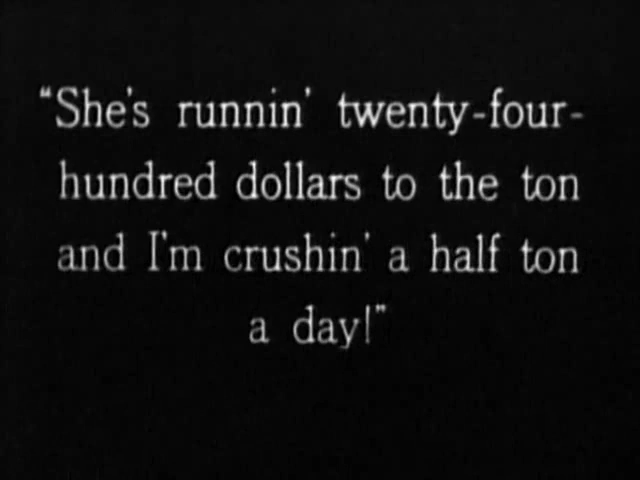 “She's runnin' twenty-four-
hundred dollars to the ton
and I'm crushin' a half ton
a day!”